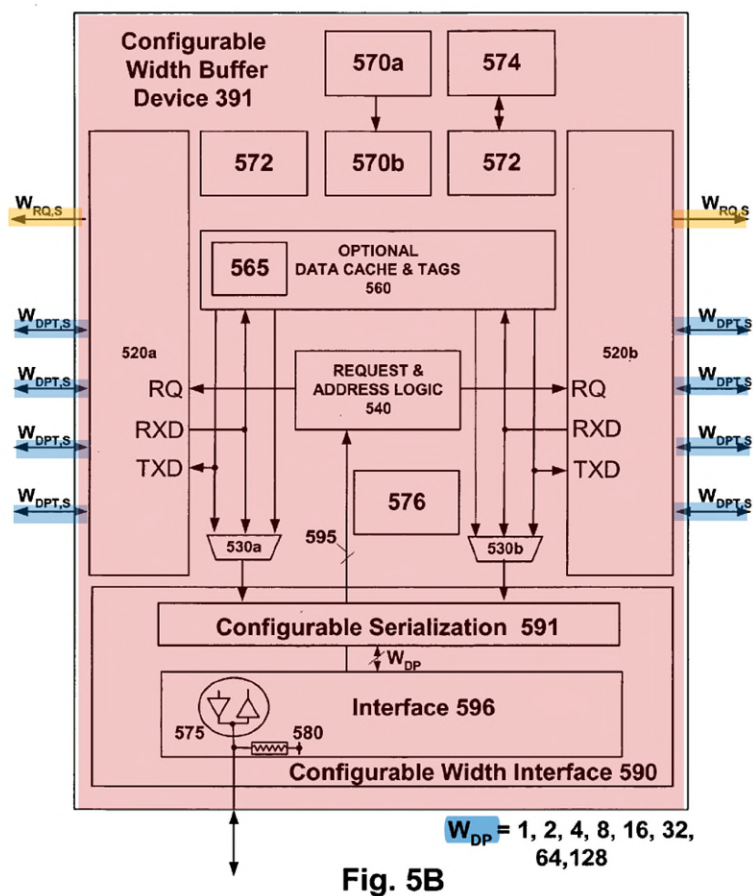 Configurable
Width Buffer
Device 391
570a
574
572
570b
572
W_RQ,S
W_RQ,S
565
OPTIONAL
DATA CACHE & TAGS
560
W_DPT,S
W_DPT,S
520a
520b
W_DPT,S
W_DPT,S
RQ
REQUEST &
ADDRESS LOGIC
540
RQ
W_DPT,S
W_DPT,S
RXD
RXD
TXD
TXD
W_DPT,S
W_DPT,S
576
595
530a
530b
Configurable Serialization 591
W_DP
Interface 596
575
580
Configurable Width Interface 590
W_DP = 1, 2, 4, 8, 16, 32,
64,128
Fig. 5B